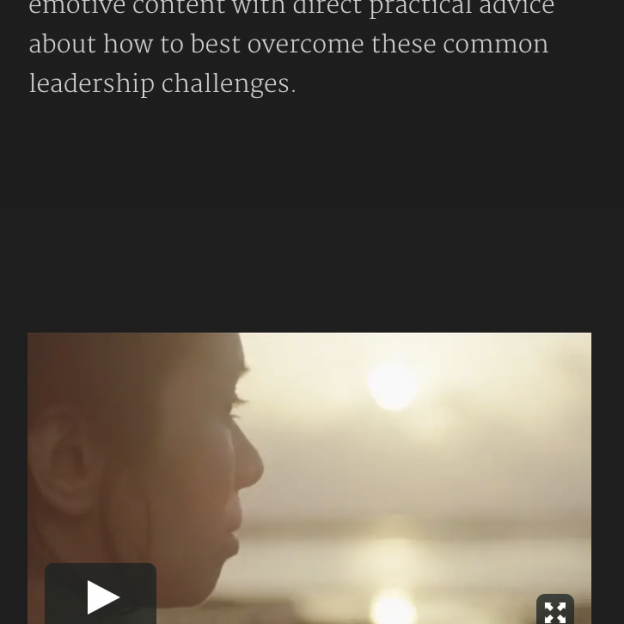 emotive content with direct practical advice
about how to best overcome these common
leadership challenges.